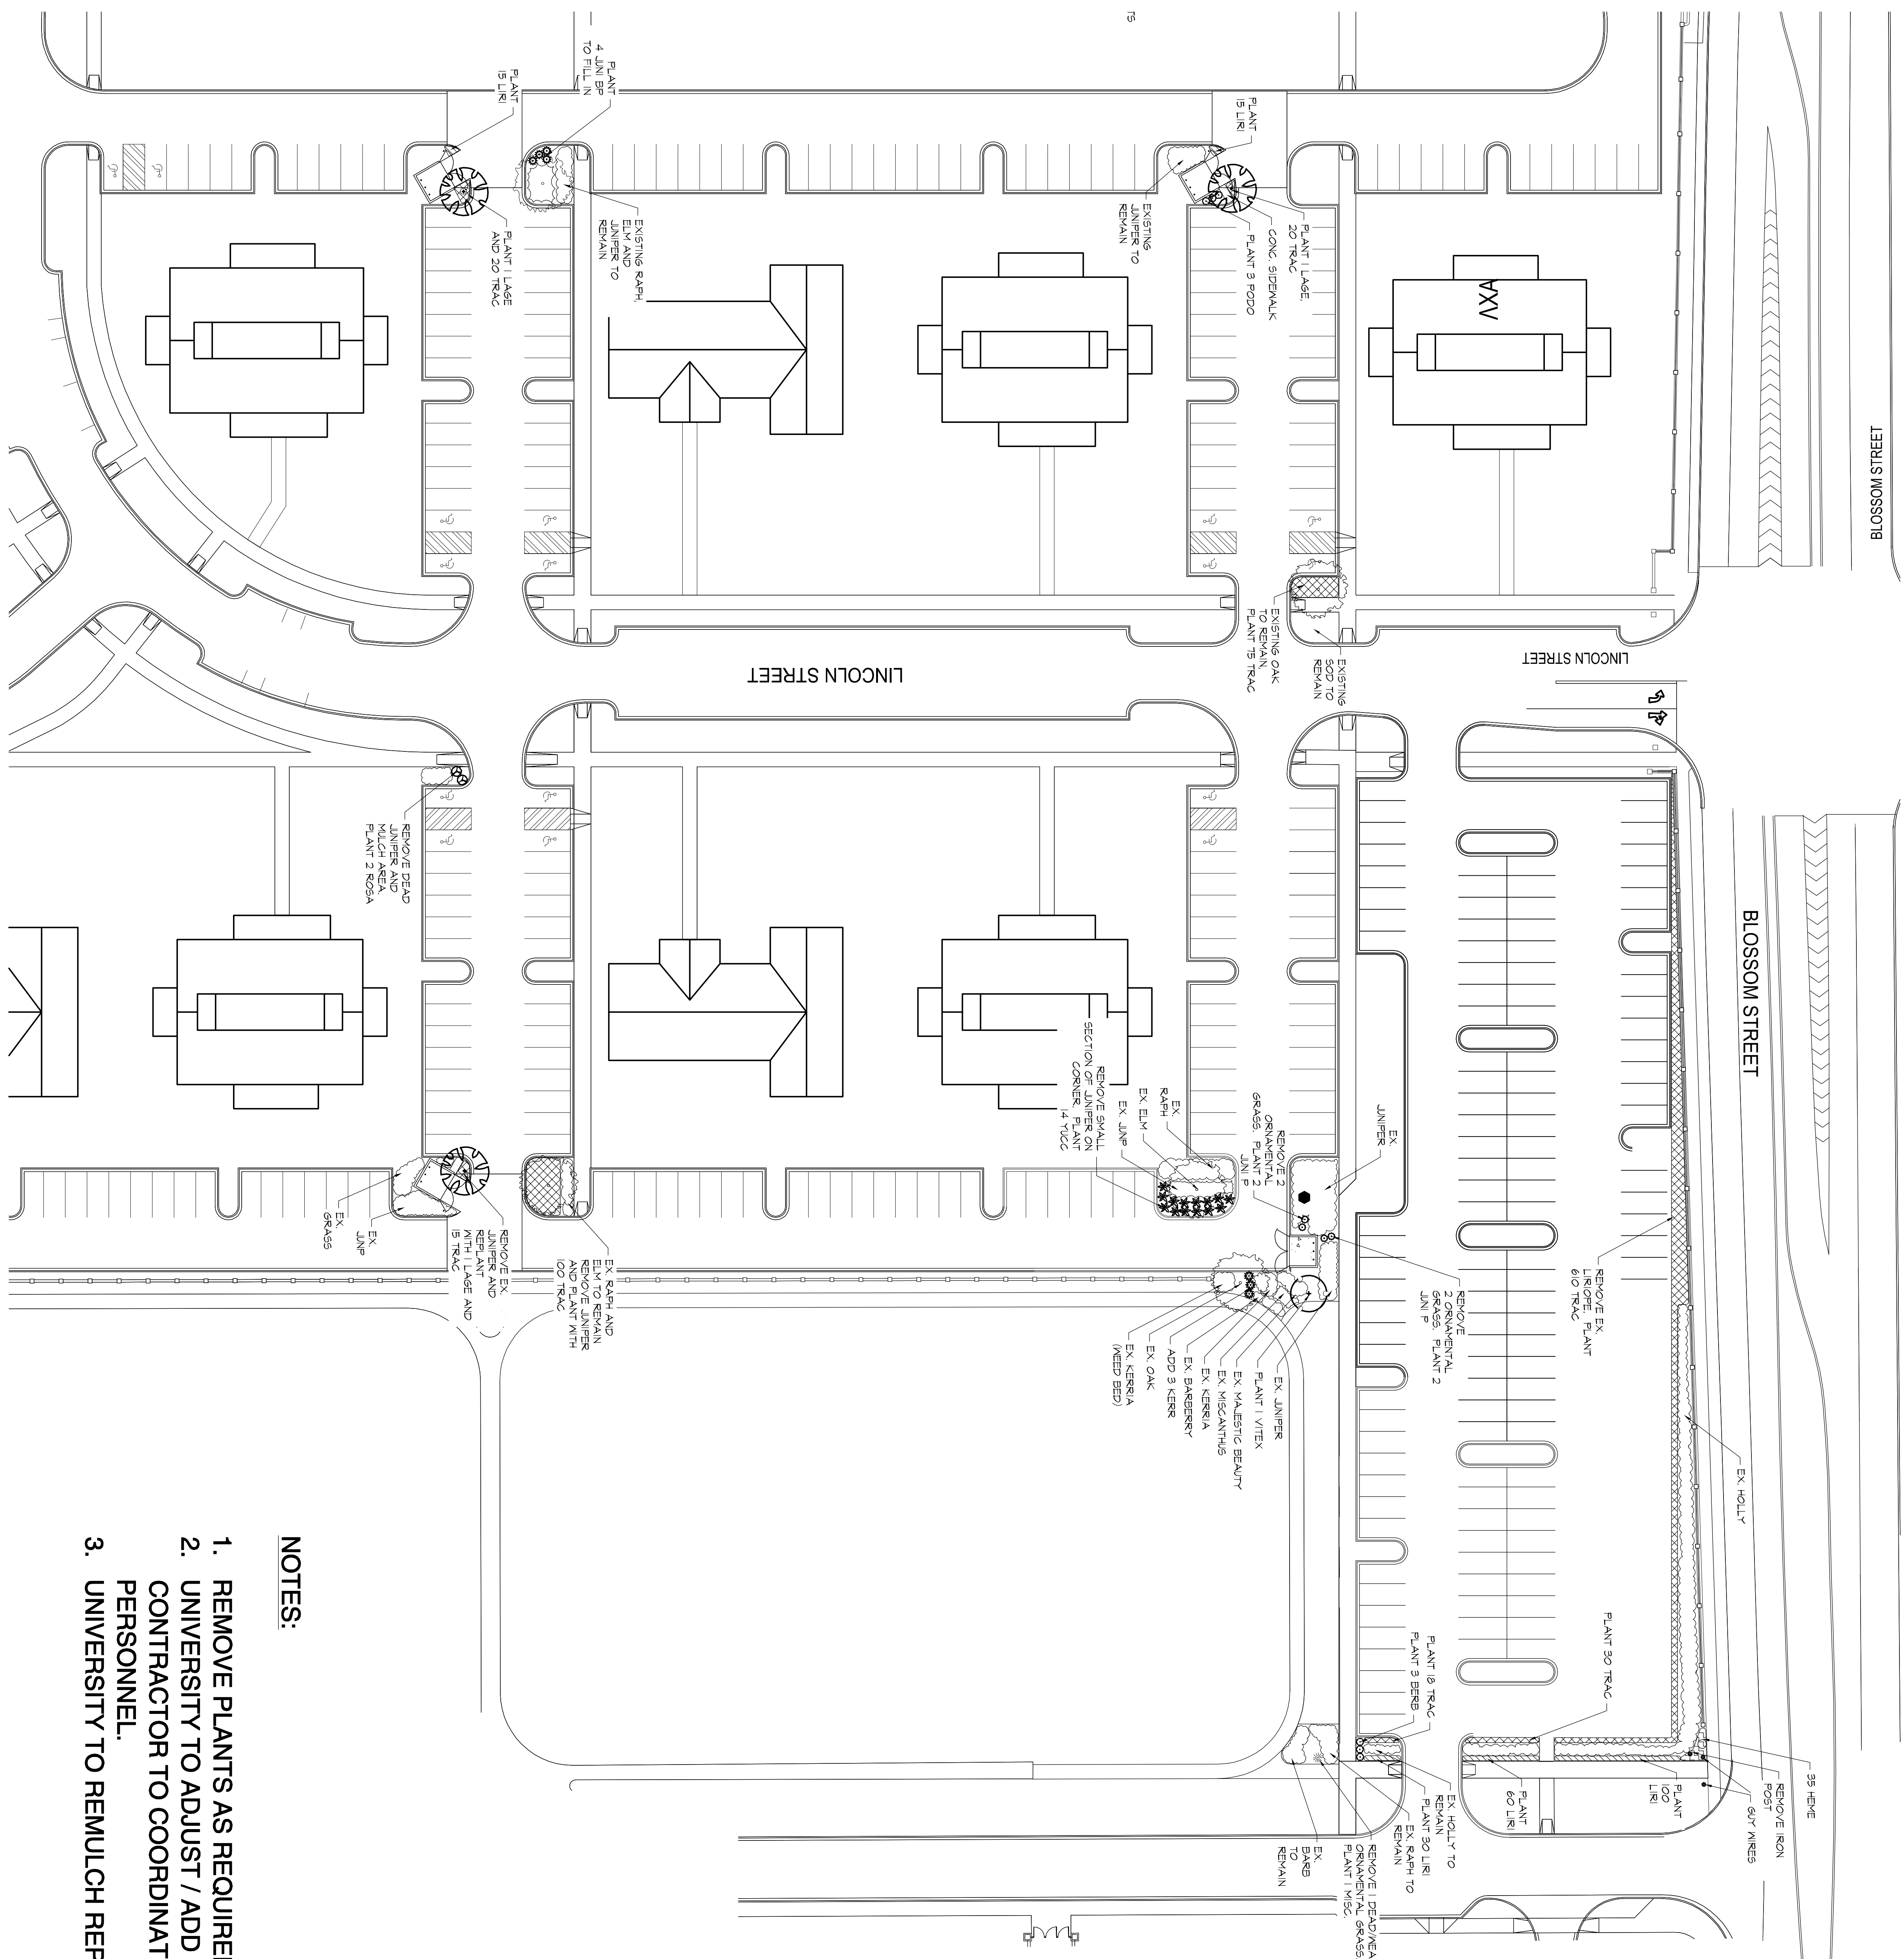 TS
PLANT
4 JUNI BP
TO FILL IN
PLANT
15 LIRI
PLANT
15 LIRI
PLANT 1 LAGE
AND 20 TRAC
EXISTING RAPH,
ELM AND
JUNIPER TO
REMAIN
EXISTING
JUNIPER TO
REMAIN
PLANT 1 LAGE,
20 TRAC
CONC. SIDEWALK
PLANT 3 PODO
ΑΧΩ
BLOSSOM STREET
EXISTING OAK
TO REMAIN.
PLANT 75 TRAC
EXISTING
SOD TO
REMAIN
LINCOLN STREET
LINCOLN STREET
BLOSSOM STREET
REMOVE DEAD
JUNIPER AND
MULCH AREA.
PLANT 2 ROSA
REMOVE SMALL
SECTION OF JUNIPER ON
CORNER. PLANT
14 YUCC
EX.
RAPH
EX. ELM
EX. JUNP
REMOVE 2
ORNAMENTAL
GRASS. PLANT 2
JUNI P
EX.
JUNIPER
REMOVE
2 ORNAMENTAL
GRASS. PLANT 2
JUNI P
REMOVE EX.
LIRIOPE. PLANT
610 TRAC
EX. HOLLY
EX.
GRASS
EX.
JUNP
REMOVE EX.
JUNIPER AND
REPLANT
WITH 1 LAGE AND
15 TRAC
EX. RAPH AND
ELM TO REMAIN
REMOVE JUNIPER
AND PLANT WITH
100 TRAC
EX. JUNIPER
PLANT 1 VITEX
EX. MAJESTIC BEAUTY
EX. MISCANTHUS
EX. KERRIA
EX. BARBERRY
ADD 3 KERR
EX. OAK
EX. KERRIA
(WEED BED)
PLANT 30 TRAC
PLANT 18 TRAC
PLANT 3 BERB
35 HEME
REMOVE IRON
POST
GUY WIRES
PLANT
100
LIRI
PLANT
60 LIRI
EX. HOLLY TO
REMAIN
PLANT 30 LIRI
EX. RAPH TO
REMAIN
REMOVE 1 DEAD/WEA
ORNAMENTAL GRASS.
PLANT 1 MISC.
EX.
BARB
TO
REMAIN
NOTES:
1. REMOVE PLANTS AS REQUIRE
2. UNIVERSITY TO ADJUST / ADD
CONTRACTOR TO COORDINAT
PERSONNEL.
3. UNIVERSITY TO REMULCH REP